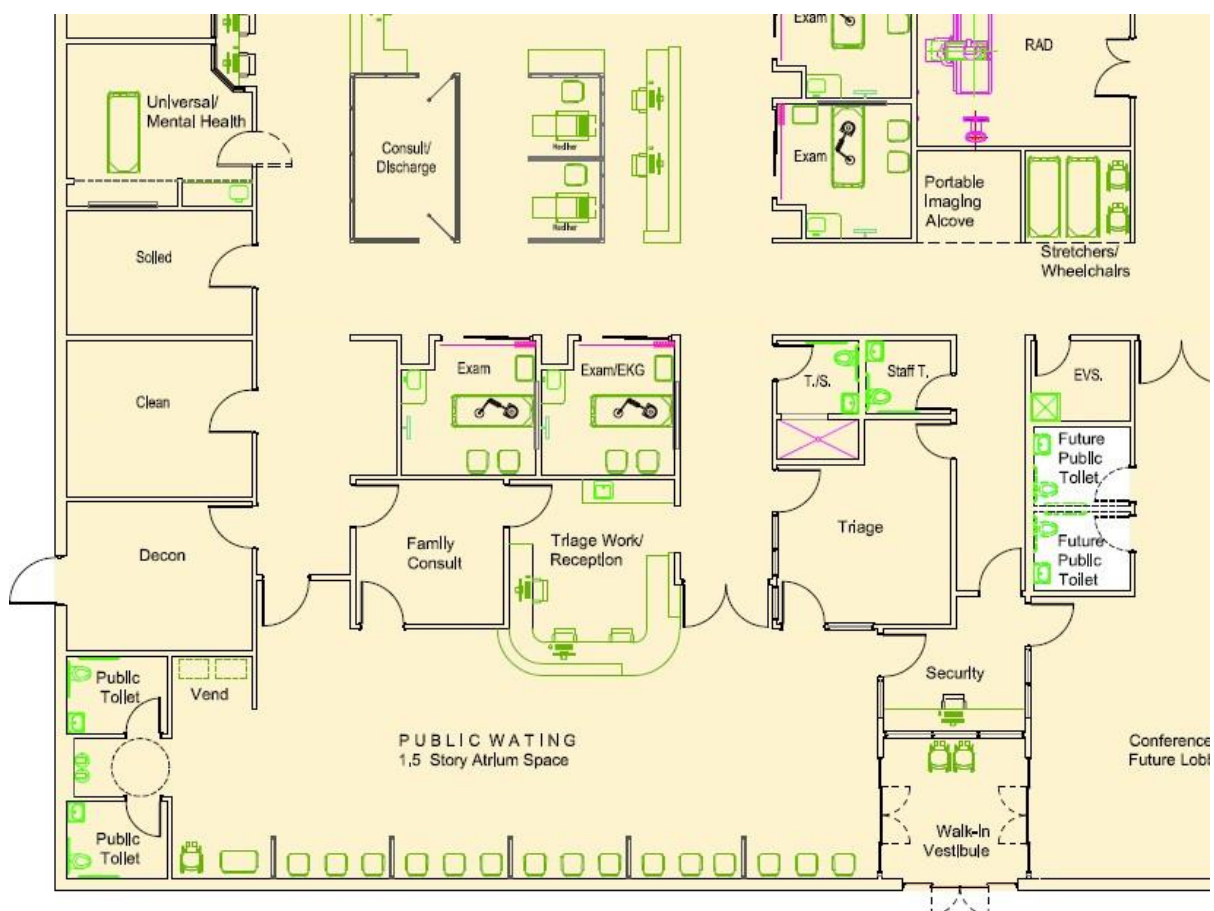 Exam
RAD
Universal/
Mental Health
Consult/
Discharge
Recliner
Exam
Portable
Imaging
Alcove
Recliner
Soiled
Stretchers/
Wheelchairs
Exam
Exam/EKG
T./S.
Staff T.
EVS.
Clean
Future
Public
Toilet
Decon
Family
Consult
Triage Work/
Reception
Triage
Future
Public
Toilet
Public
Toilet
Vend
Security
PUBLIC WATING
1.5 Story Atrium Space
Conference
Future Lobb
Public
Toilet
Walk-In
Vestibule